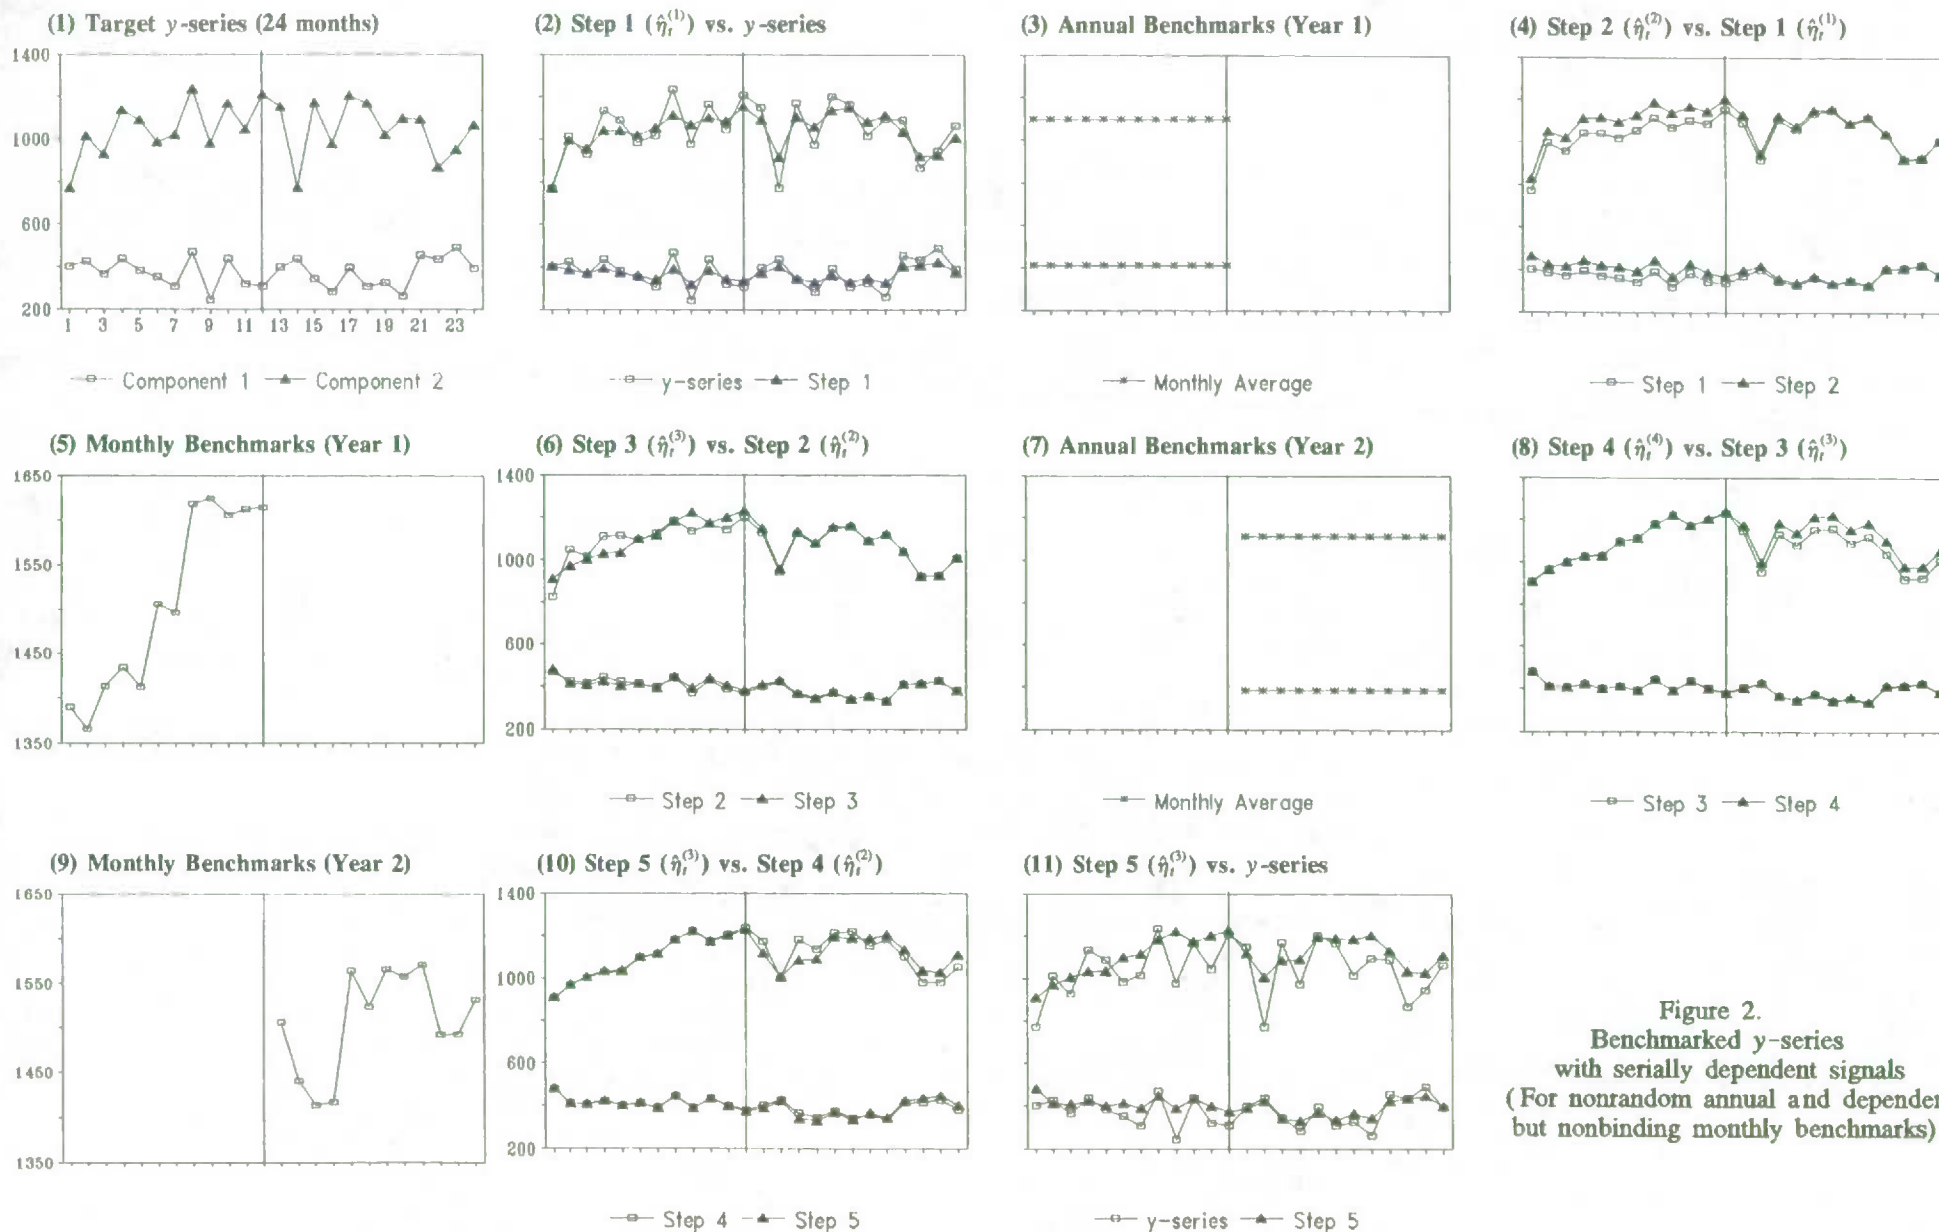 (1) Target y-series (24 months)
1400
1000
600
200
1 3 5 7 9 11 13 15 17 19 21 23
Component 1 Component 2
(2) Step 1 (η̂ₜ⁽¹⁾) vs. y-series
y-series Step 1
(3) Annual Benchmarks (Year 1)
Monthly Average
(4) Step 2 (η̂ₜ⁽²⁾) vs. Step 1 (η̂ₜ⁽¹⁾)
Step 1 Step 2
(5) Monthly Benchmarks (Year 1)
1650
1550
1450
1350
(6) Step 3 (η̂ₜ⁽³⁾) vs. Step 2 (η̂ₜ⁽²⁾)
1400
1000
600
200
Step 2 Step 3
(7) Annual Benchmarks (Year 2)
Monthly Average
(8) Step 4 (η̂ₜ⁽⁴⁾) vs. Step 3 (η̂ₜ⁽³⁾)
Step 3 Step 4
(9) Monthly Benchmarks (Year 2)
1650
1550
1450
1350
(10) Step 5 (η̂ₜ⁽³⁾) vs. Step 4 (η̂ₜ⁽²⁾)
1400
1000
600
200
Step 4 Step 5
(11) Step 5 (η̂ₜ⁽³⁾) vs. y-series
y-series Step 5
Figure 2.
Benchmarked y-series
with serially dependent signals
(For nonrandom annual and dependen
but nonbinding monthly benchmarks)